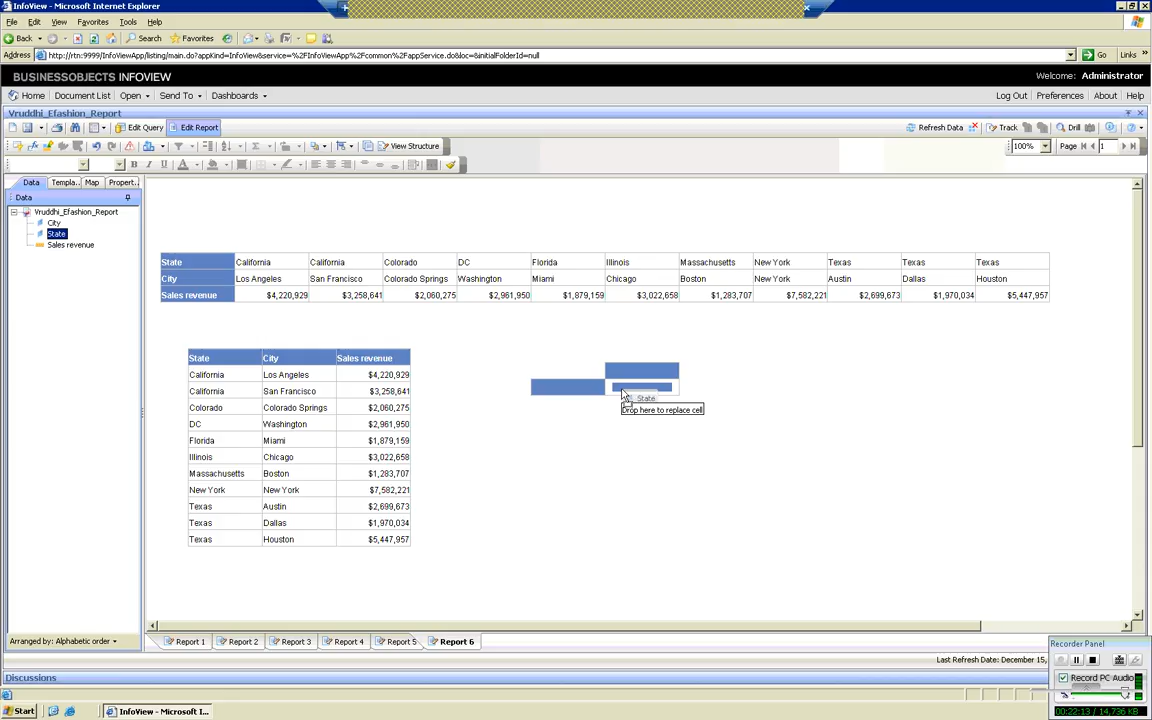 InfoView - Microsoft Internet Explorer
File Edit View Favorites Tools Help
Back Search Favorites
Address http://rtn:9999/InfoViewApp/listing/main.do?appKind=InfoView&service=%2FInfoViewApp%2Fcommon%2FappService.do&loc=&initialFolderId=null Go Links »
BUSINESSOBJECTS INFOVIEW Welcome: Administrator
Home Document List Open Send To Dashboards Log Out Preferences About Help
Vruddhi_Efashion_Report
Edit Query Edit Report Refresh Data Track Drill
View Structure 100% Page 1
Data Templa.. Map Propert..
Data
Vruddhi_Efashion_Report
City
State
Sales revenue
State California California Colorado DC Florida Illinois Massachusetts New York Texas Texas Texas
City Los Angeles San Francisco Colorado Springs Washington Miami Chicago Boston New York Austin Dallas Houston
Sales revenue $4,220,929 $3,258,641 $2,060,275 $2,961,950 $1,879,159 $3,022,658 $1,283,707 $7,582,221 $2,699,673 $1,970,034 $5,447,957
State City Sales revenue
California Los Angeles $4,220,929
California San Francisco $3,258,641
Colorado Colorado Springs $2,060,275
DC Washington $2,961,950
Florida Miami $1,879,159
Illinois Chicago $3,022,658
Massachusetts Boston $1,283,707
New York New York $7,582,221
Texas Austin $2,699,673
Texas Dallas $1,970,034
Texas Houston $5,447,957
State
Drop here to replace cell
Arranged by: Alphabetic order
Report 1 Report 2 Report 3 Report 4 Report 5 Report 6
Last Refresh Date: December 15,
Recorder Panel
Record PC Audio
00:22:13 / 14,736 KB
Discussions
Start InfoView - Microsoft I...